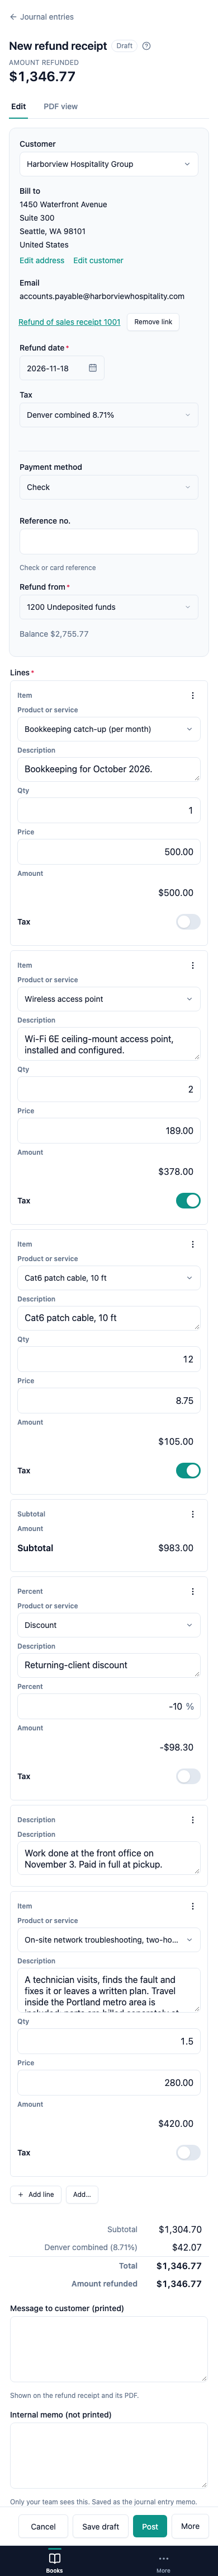 Journal entries
New refund receipt Draft
AMOUNT REFUNDED
$1,346.77
Edit PDF view
Customer
Harborview Hospitality Group
Bill to
1450 Waterfront Avenue
Suite 300
Seattle, WA 98101
United States
Edit address Edit customer
Email
accounts.payable@harborviewhospitality.com
Refund of sales receipt 1001 Remove link
Refund date*
2026-11-18
Tax
Denver combined 8.71%
Payment method
Check
Reference no.
Check or card reference
Refund from*
1200 Undeposited funds
Balance $2,755.77
Lines*
Item
Product or service
Bookkeeping catch-up (per month)
Description
Bookkeeping for October 2026.
Qty
1
Price
500.00
Amount
$500.00
Tax
Item
Product or service
Wireless access point
Description
Wi-Fi 6E ceiling-mount access point,
installed and configured.
Qty
2
Price
189.00
Amount
$378.00
Tax
Item
Product or service
Cat6 patch cable, 10 ft
Description
Cat6 patch cable, 10 ft
Qty
12
Price
8.75
Amount
$105.00
Tax
Subtotal
Amount
Subtotal $983.00
Percent
Product or service
Discount
Description
Returning-client discount
Percent
-10 %
Amount
-$98.30
Tax
Description
Description
Work done at the front office on
November 3. Paid in full at pickup.
Item
Product or service
On-site network troubleshooting, two-ho...
Description
A technician visits, finds the fault and
fixes it or leaves a written plan. Travel
inside the Portland metro area is
included; parts are billed separately at
Qty
1.5
Price
280.00
Amount
$420.00
Tax
+ Add line Add...
Subtotal $1,304.70
Denver combined (8.71%) $42.07
Total $1,346.77
Amount refunded $1,346.77
Message to customer (printed)
Shown on the refund receipt and its PDF.
Internal memo (not printed)
Only your team sees this. Saved as the journal entry memo.
Cancel Save draft Post More
Books More